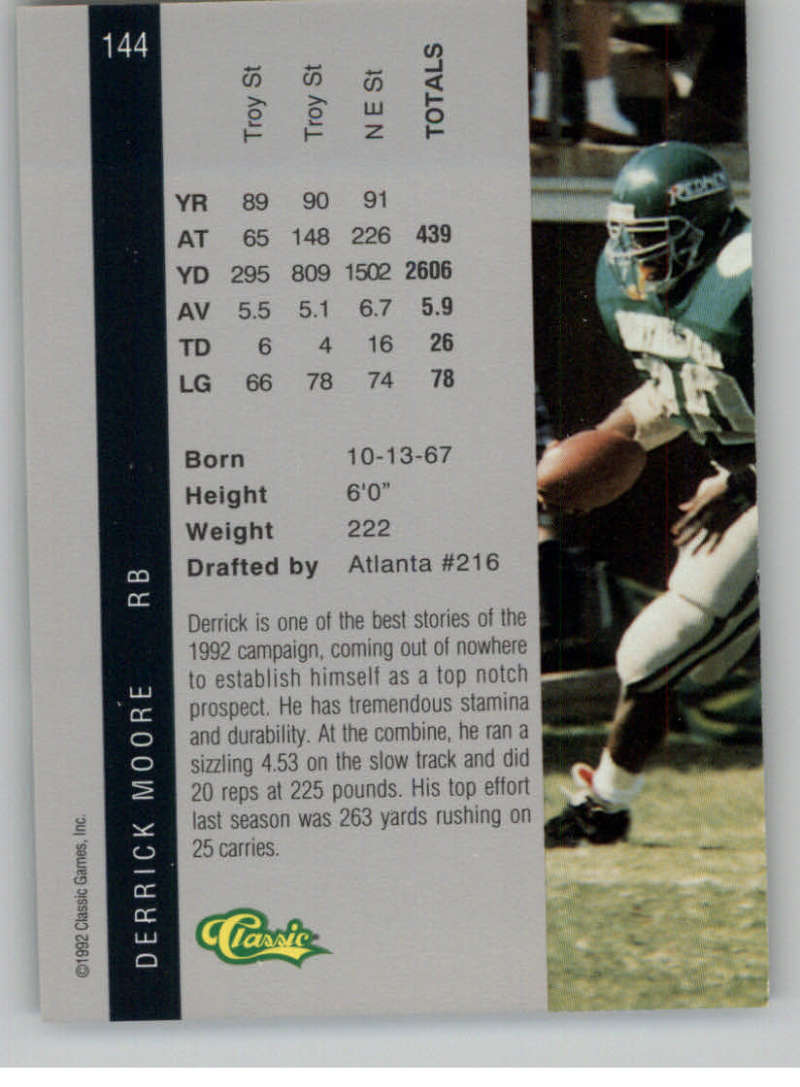 144
Troy St Troy St N E St TOTALS
YR 89 90 91
AT 65 148 226 439
YD 295 809 1502 2606
AV 5.5 5.1 6.7 5.9
TD 6 4 16 26
LG 66 78 74 78
Born 10-13-67
Height 6'0"
Weight 222
Drafted by Atlanta #216
Derrick is one of the best stories of the
1992 campaign, coming out of nowhere
to establish himself as a top notch
prospect. He has tremendous stamina
and durability. At the combine, he ran a
sizzling 4.53 on the slow track and did
20 reps at 225 pounds. His top effort
last season was 263 yards rushing on
25 carries.
DERRICK MOORE RB
©1992 Classic Games, Inc.
Classic